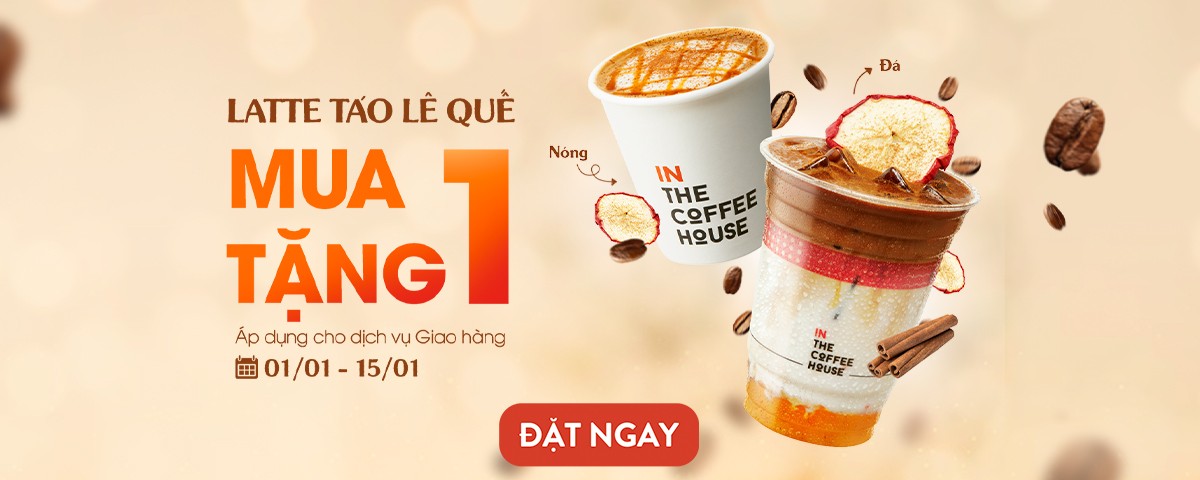 LATTE TÁO LÊ QUẾ
MUA 1
TẶNG 1
Áp dụng cho dịch vụ Giao hàng
01/01 - 15/01
ĐẶT NGAY
Nóng
Đá
IN
THE
COFFEE
HOUSE
IN
THE
COFFEE
HOUSE